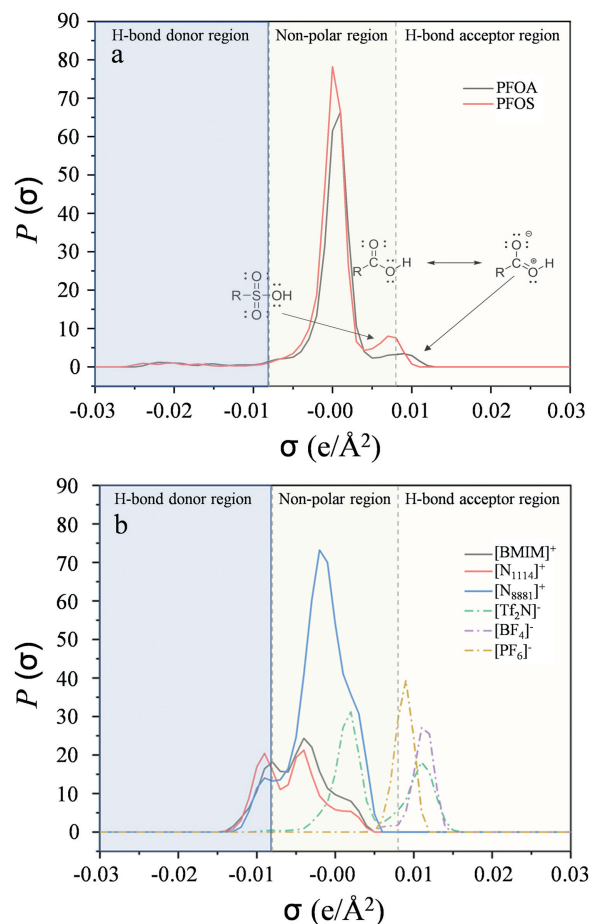 90
80
70
60
50
40
30
20
10
0
P (σ)
H-bond donor region
Non-polar region
H-bond acceptor region
a
PFOA
PFOS
O
R-S-OH
O
O
R C O H
O ⊖
R C O ⊕ H
-0.03 -0.02 -0.01 -0.00 0.01 0.02 0.03
σ (e/Å²)
90
80
70
60
50
40
30
20
10
0
P (σ)
H-bond donor region
Non-polar region
H-bond acceptor region
b
[BMIM]⁺
[N₁₁₁₄]⁺
[N₈₈₈₁]⁺
[Tf₂N]⁻
[BF₄]⁻
[PF₆]⁻
-0.03 -0.02 -0.01 -0.00 0.01 0.02 0.03
σ (e/Å²)